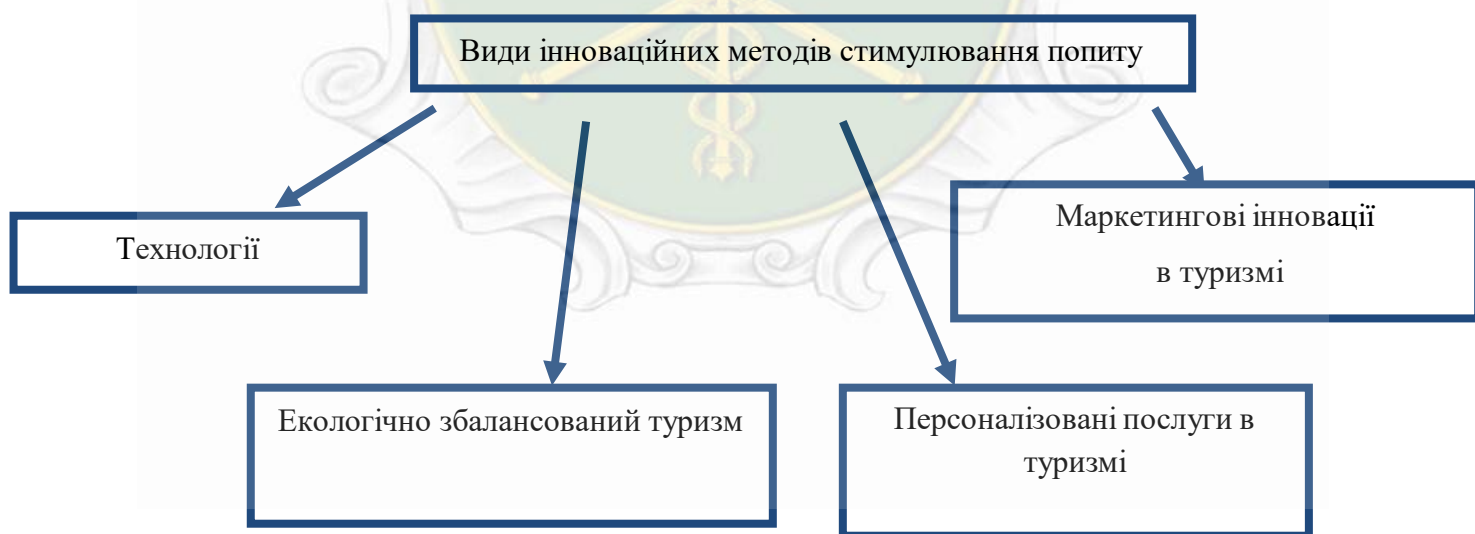 Види інноваційних методів стимулювання попиту
Технології
Маркетингові інновації
в туризмі
Екологічно збалансований туризм
Персоналізовані послуги в
туризмі